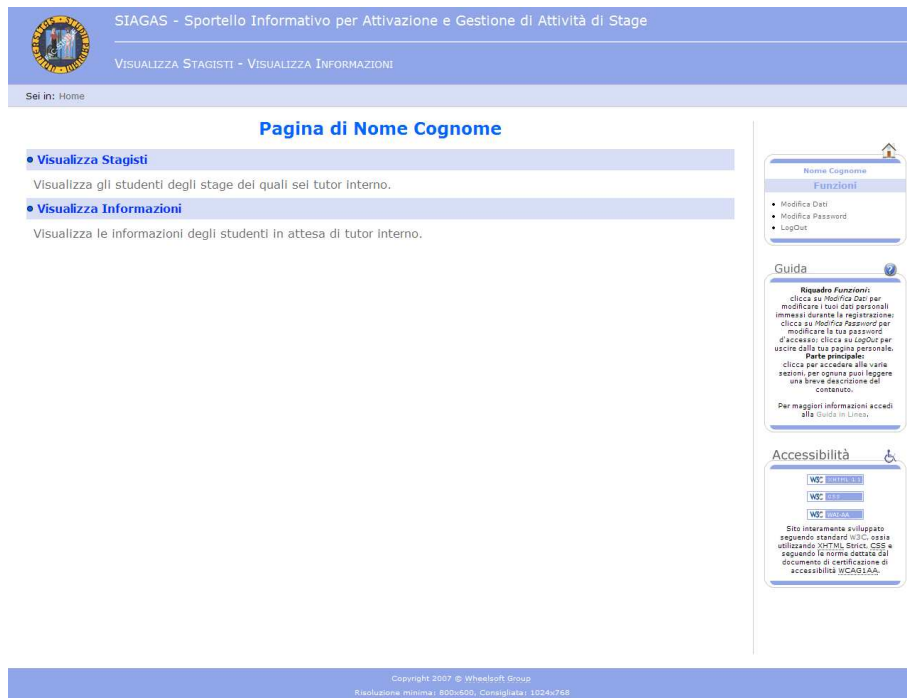 SIAGAS - Sportello Informativo per Attivazione e Gestione di Attività di Stage
Visualizza Stagisti - Visualizza Informazioni
Sei in: Home
Pagina di Nome Cognome
Visualizza Stagisti
Visualizza gli studenti degli stage dei quali sei tutor interno.
Visualizza Informazioni
Visualizza le informazioni degli studenti in attesa di tutor interno.
Nome Cognome
Funzioni
Modifica Dati
Modifica Password
LogOut
Guida
Riquadro Funzioni:
clicca su Modifica Dati per
modificare i tuoi dati personali
immessi durante la registrazione;
clicca su Modifica Password per
modificare la tua password
d'accesso; clicca su LogOut per
uscire dalla tua pagina personale.
Parte principale:
clicca per accedere alle varie
sezioni, per ognuna puoi leggere
una breve descrizione del
contenuto.
Per maggiori informazioni accedi
alla Guida in Linea.
Accessibilità
W3C XHTML 1.1
W3C CSS
W3C WAI-AA
Sito interamente sviluppato
seguendo standard W3C, ossia
utilizzando XHTML Strict, CSS e
seguendo le norme dettate dal
documento di certificazione di
accessibilità WCAG1AA.
Copyright 2007 © Wheelsoft Group
Risoluzione minima: 800x600, Consigliata: 1024x768